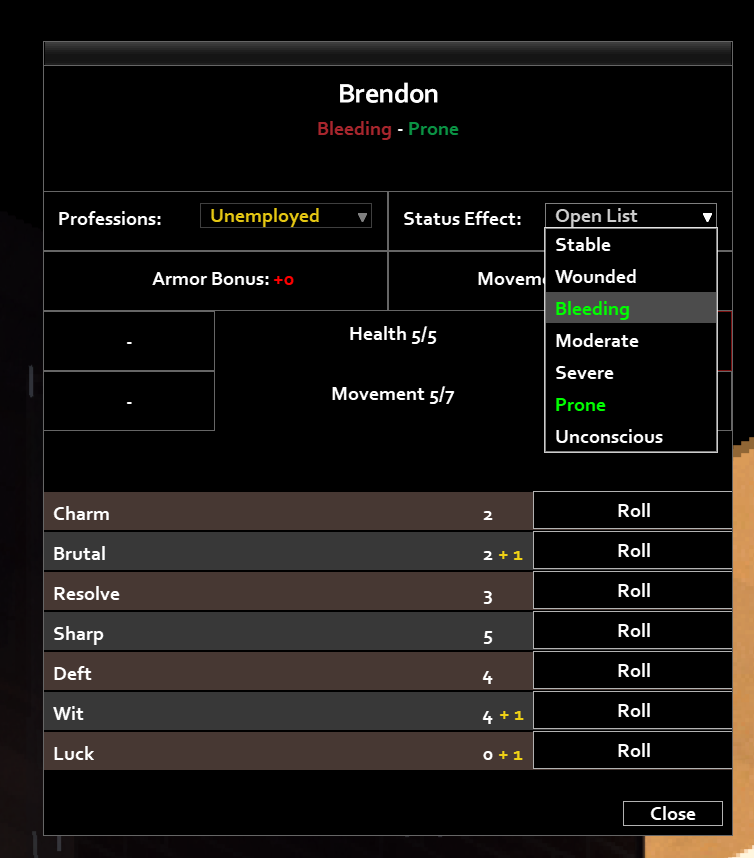 Brendon
Bleeding - Prone
Professions: Unemployed ▼ Status Effect: Open List ▼
Stable
Wounded
Bleeding
Moderate
Severe
Prone
Unconscious
Armor Bonus: +0
- Health 5/5
- Movement 5/7
Charm 2 Roll
Brutal 2 + 1 Roll
Resolve 3 Roll
Sharp 5 Roll
Deft 4 Roll
Wit 4 + 1 Roll
Luck 0 + 1 Roll
Close